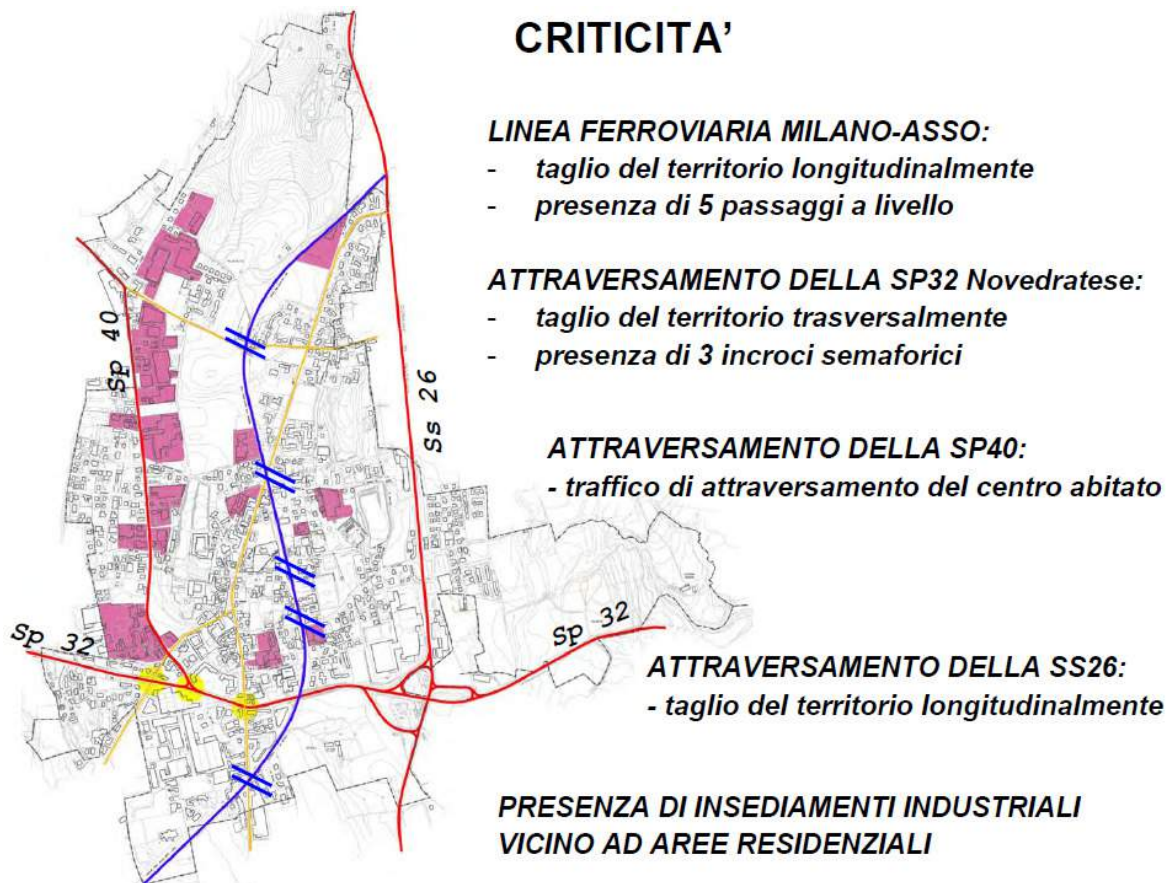 CRITICITA'
LINEA FERROVIARIA MILANO-ASSO:
- taglio del territorio longitudinalmente
- presenza di 5 passaggi a livello
ATTRAVERSAMENTO DELLA SP32 Novedratese:
- taglio del territorio trasversalmente
- presenza di 3 incroci semaforici
Sp 40
Ss 26
ATTRAVERSAMENTO DELLA SP40:
- traffico di attraversamento del centro abitato
Sp 32
Sp 32
ATTRAVERSAMENTO DELLA SS26:
- taglio del territorio longitudinalmente
PRESENZA DI INSEDIAMENTI INDUSTRIALI
VICINO AD AREE RESIDENZIALI